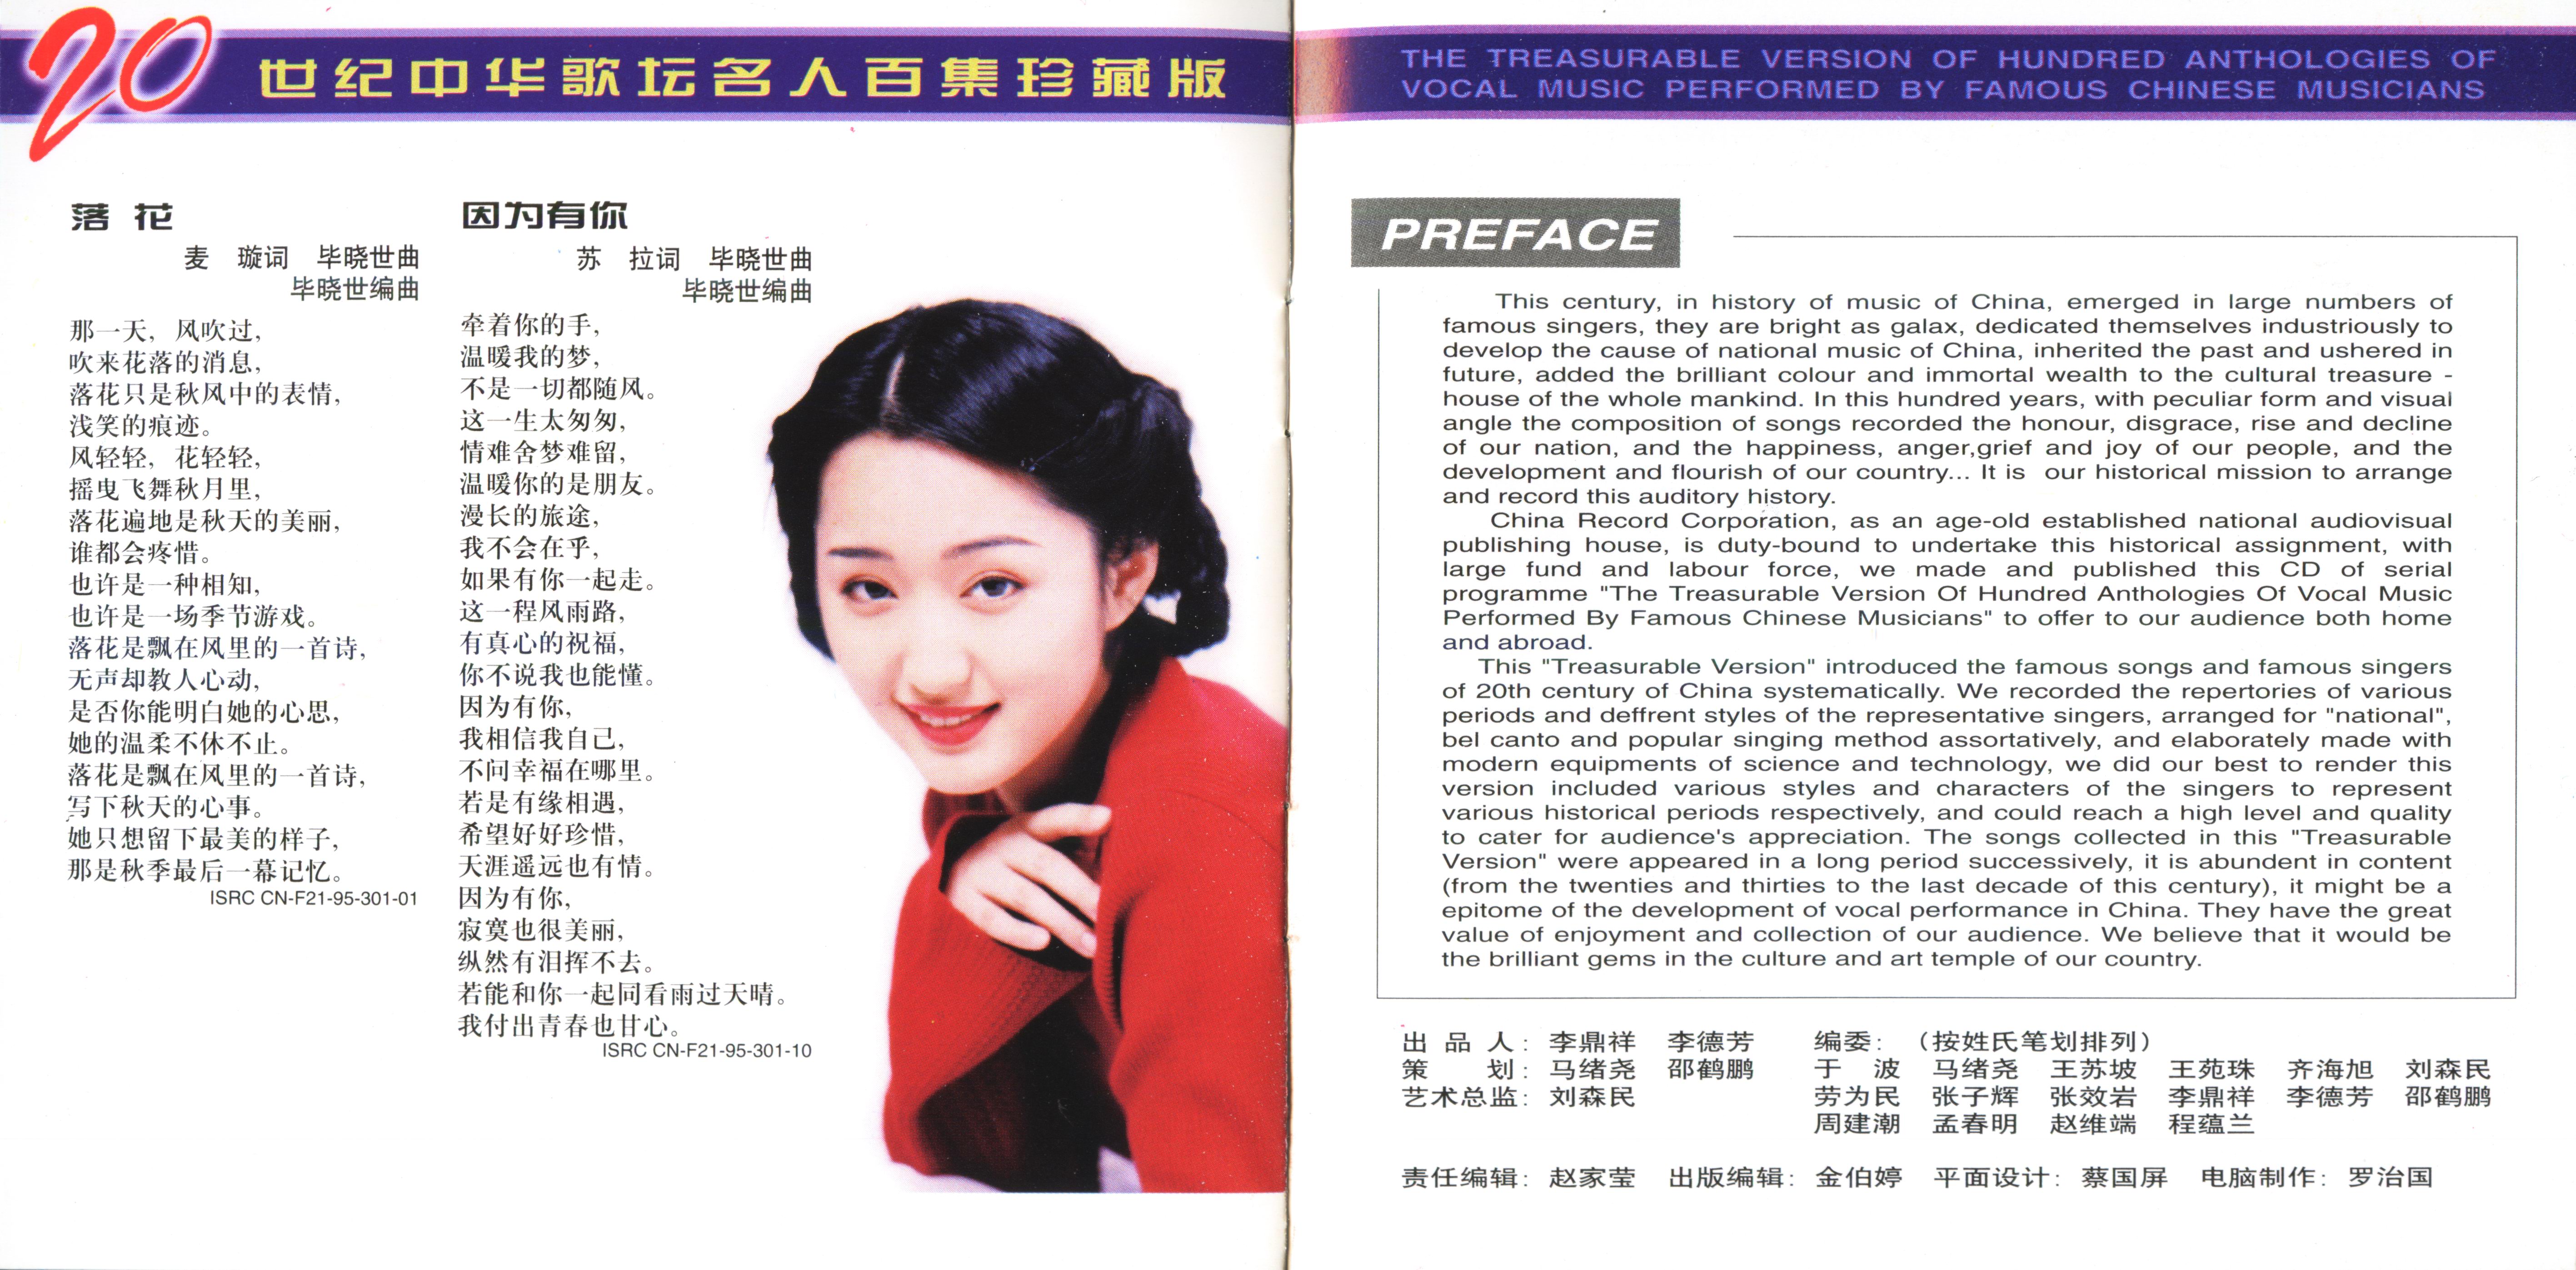 20
世纪中华歌坛名人百集珍藏版
落 花
麦　璇词　毕晓世曲
毕晓世编曲
那一天，风吹过，
吹来花落的消息，
落花只是秋风中的表情，
浅笑的痕迹。
风轻轻，花轻轻，
摇曳飞舞秋月里，
落花遍地是秋天的美丽，
谁都会疼惜。
也许是一种相知，
也许是一场季节游戏。
落花是飘在风里的一首诗，
无声却教人心动，
是否你能明白她的心思，
她的温柔不休不止。
落花是飘在风里的一首诗，
写下秋天的心事。
她只想留下最美的样子，
那是秋季最后一幕记忆。
ISRC CN-F21-95-301-01
因为有你
苏　拉词　毕晓世曲
毕晓世编曲
牵着你的手，
温暖我的梦，
不是一切都随风。
这一生太匆匆，
情难舍梦难留，
温暖你的是朋友。
漫长的旅途，
我不会在乎，
如果有你一起走。
这一程风雨路，
有真心的祝福，
你不说我也能懂。
因为有你，
我相信我自己，
不问幸福在哪里。
若是有缘相遇，
希望好好珍惜，
天涯遥远也有情。
因为有你，
寂寞也很美丽，
纵然有泪挥不去。
若能和你一起同看雨过天晴。
我付出青春也甘心。
ISRC CN-F21-95-301-10
THE TREASURABLE VERSION OF HUNDRED ANTHOLOGIES OF
VOCAL MUSIC PERFORMED BY FAMOUS CHINESE MUSICIANS
PREFACE
This century, in history of music of China, emerged in large numbers of
famous singers, they are bright as galax, dedicated themselves industriously to
develop the cause of national music of China, inherited the past and ushered in
future, added the brilliant colour and immortal wealth to the cultural treasure -
house of the whole mankind. In this hundred years, with peculiar form and visual
angle the composition of songs recorded the honour, disgrace, rise and decline
of our nation, and the happiness, anger,grief and joy of our people, and the
development and flourish of our country... It is our historical mission to arrange
and record this auditory history.
China Record Corporation, as an age-old established national audiovisual
publishing house, is duty-bound to undertake this historical assignment, with
large fund and labour force, we made and published this CD of serial
programme "The Treasurable Version Of Hundred Anthologies Of Vocal Music
Performed By Famous Chinese Musicians" to offer to our audience both home
and abroad.
This "Treasurable Version" introduced the famous songs and famous singers
of 20th century of China systematically. We recorded the repertories of various
periods and deffrent styles of the representative singers, arranged for "national",
bel canto and popular singing method assortatively, and elaborately made with
modern equipments of science and technology, we did our best to render this
version included various styles and characters of the singers to represent
various historical periods respectively, and could reach a high level and quality
to cater for audience's appreciation. The songs collected in this "Treasurable
Version" were appeared in a long period successively, it is abundent in content
(from the twenties and thirties to the last decade of this century), it might be a
epitome of the development of vocal performance in China. They have the great
value of enjoyment and collection of our audience. We believe that it would be
the brilliant gems in the culture and art temple of our country.
出 品 人：李鼎祥　李德芳
策　　划：马绪尧　邵鹤鹏
艺术总监：刘森民
编委：（按姓氏笔划排列）
于　波　马绪尧　王苏坡　王苑珠　齐海旭　刘森民
劳为民　张子辉　张效岩　李鼎祥　李德芳　邵鹤鹏
周建潮　孟春明　赵维端　程蕴兰
责任编辑：赵家莹　出版编辑：金伯婷　平面设计：蔡国屏　电脑制作：罗治国